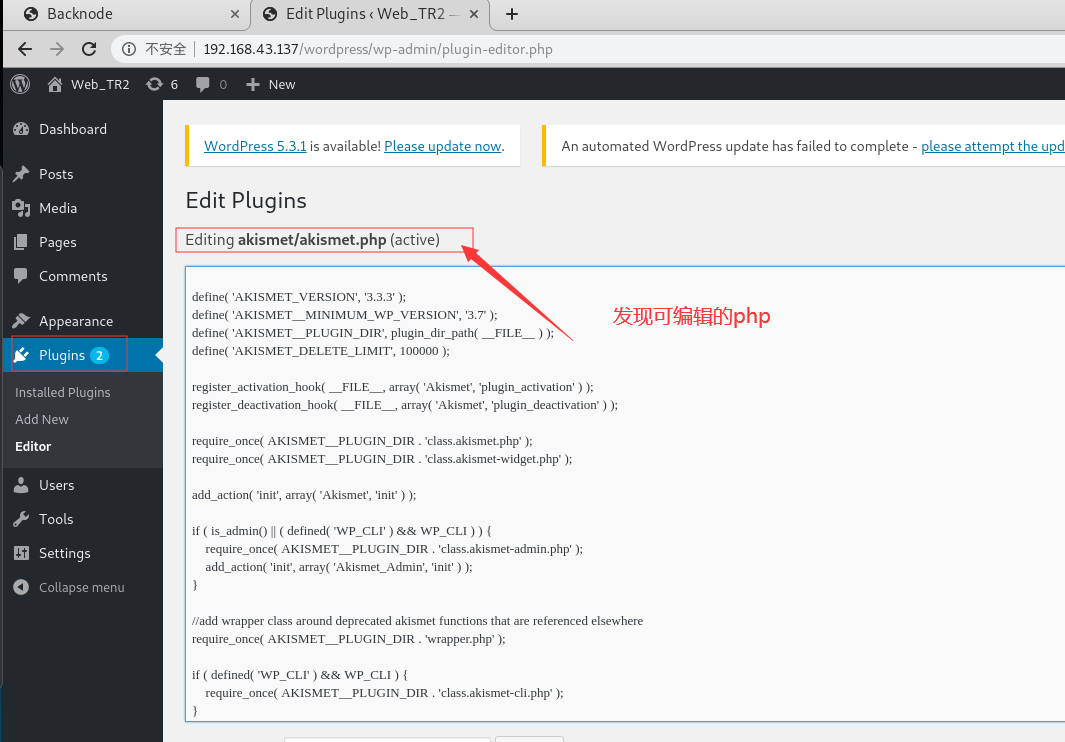 Backnode
Edit Plugins ‹ Web_TR2 —
不安全 192.168.43.137/wordpress/wp-admin/plugin-editor.php
Web_TR2 6 0 New
Dashboard
Posts
Media
Pages
Comments
Appearance
Plugins 2
Installed Plugins
Add New
Editor
Users
Tools
Settings
Collapse menu
WordPress 5.3.1 is available! Please update now.
An automated WordPress update has failed to complete - please attempt the upd
Edit Plugins
Editing akismet/akismet.php (active)
发现可编辑的php
define( 'AKISMET_VERSION', '3.3.3' );
define( 'AKISMET__MINIMUM_WP_VERSION', '3.7' );
define( 'AKISMET__PLUGIN_DIR', plugin_dir_path( __FILE__ ) );
define( 'AKISMET_DELETE_LIMIT', 100000 );
register_activation_hook( __FILE__, array( 'Akismet', 'plugin_activation' ) );
register_deactivation_hook( __FILE__, array( 'Akismet', 'plugin_deactivation' ) );
require_once( AKISMET__PLUGIN_DIR . 'class.akismet.php' );
require_once( AKISMET__PLUGIN_DIR . 'class.akismet-widget.php' );
add_action( 'init', array( 'Akismet', 'init' ) );
if ( is_admin() || ( defined( 'WP_CLI' ) && WP_CLI ) ) {
require_once( AKISMET__PLUGIN_DIR . 'class.akismet-admin.php' );
add_action( 'init', array( 'Akismet_Admin', 'init' ) );
}
//add wrapper class around deprecated akismet functions that are referenced elsewhere
require_once( AKISMET__PLUGIN_DIR . 'wrapper.php' );
if ( defined( 'WP_CLI' ) && WP_CLI ) {
require_once( AKISMET__PLUGIN_DIR . 'class.akismet-cli.php' );
}